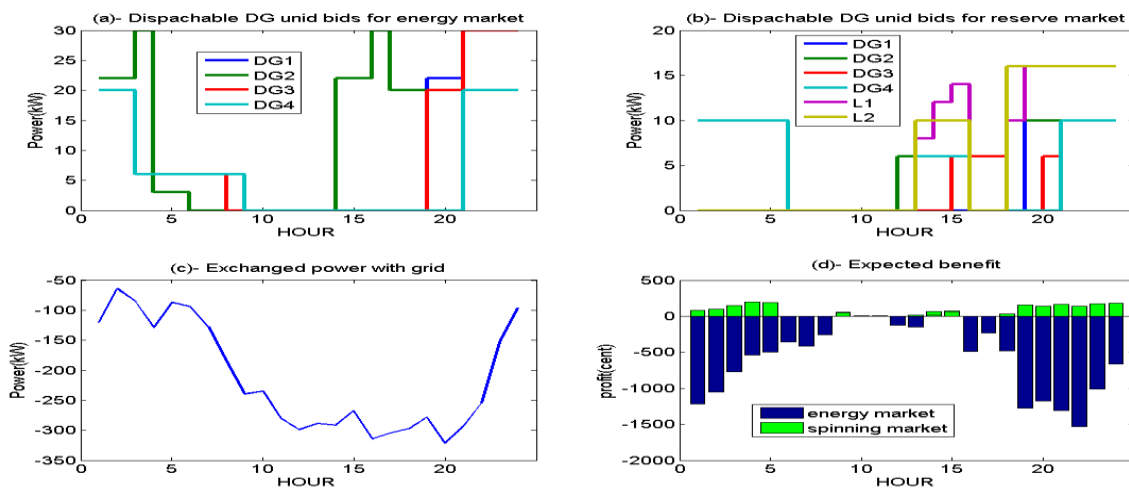 (a)- Dispachable DG unid bids for energy market
30
25
20
15
10
5
0
Power(kW)
DG1
DG2
DG3
DG4
0 5 10 15 20
HOUR
(b)- Dispachable DG unid bids for reserve market
20
15
10
5
0
Power(kW)
DG1
DG2
DG3
DG4
L1
L2
0 5 10 15 20
HOUR
(c)- Exchanged power with grid
-50
-100
-150
-200
-250
-300
-350
Power(kW)
0 5 10 15 20
HOUR
(d)- Expected benefit
500
0
-500
-1000
-1500
-2000
profit(cent)
energy market
spinning market
0 5 10 15 20
HOUR